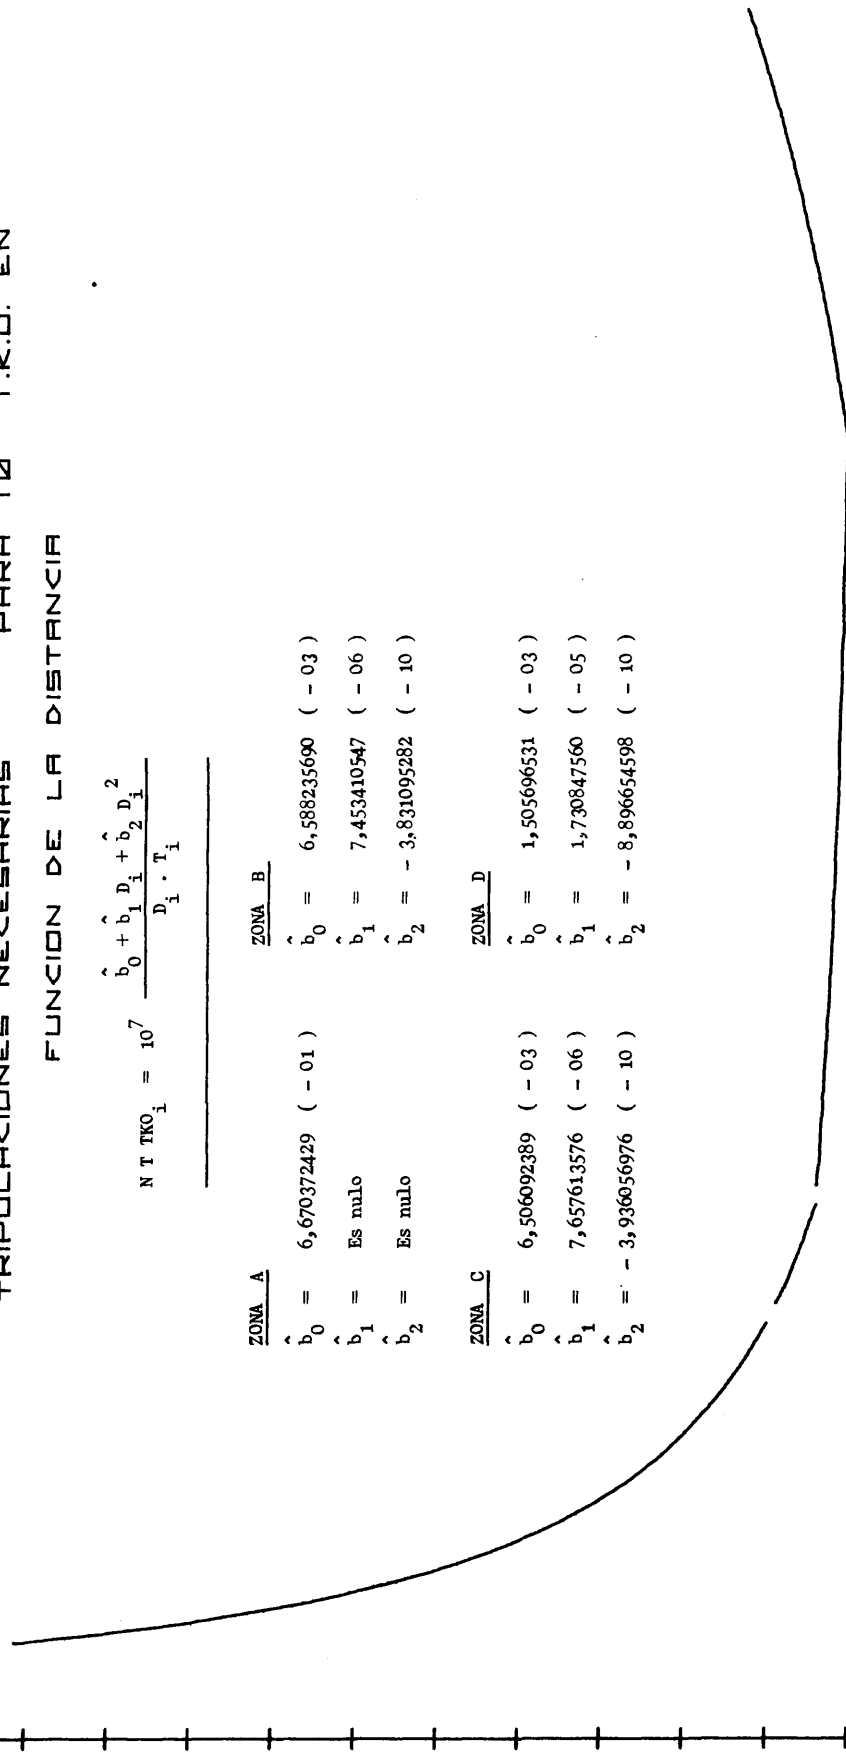 TRIPULACIONES NECESARIAS PARA 10 T.K.O. EN
FUNCION DE LA DISTANCIA
N T TKO_i = 10^7 (b̂_0 + b̂_1 D_i + b̂_2 D_i^2) / (D_i . T_i)
ZONA A
b̂_0 = 6,670372429 ( - 01 )
b̂_1 = Es nulo
b̂_2 = Es nulo
ZONA B
b̂_0 = 6,588235690 ( - 03 )
b̂_1 = 7,453410547 ( - 06 )
b̂_2 = - 3,831095282 ( - 10 )
ZONA C
b̂_0 = 6,506092389 ( - 03 )
b̂_1 = 7,657613576 ( - 06 )
b̂_2 = - 3,936056976 ( - 10 )
ZONA D
b̂_0 = 1,505696531 ( - 03 )
b̂_1 = 1,730847560 ( - 05 )
b̂_2 = - 8,896654598 ( - 10 )